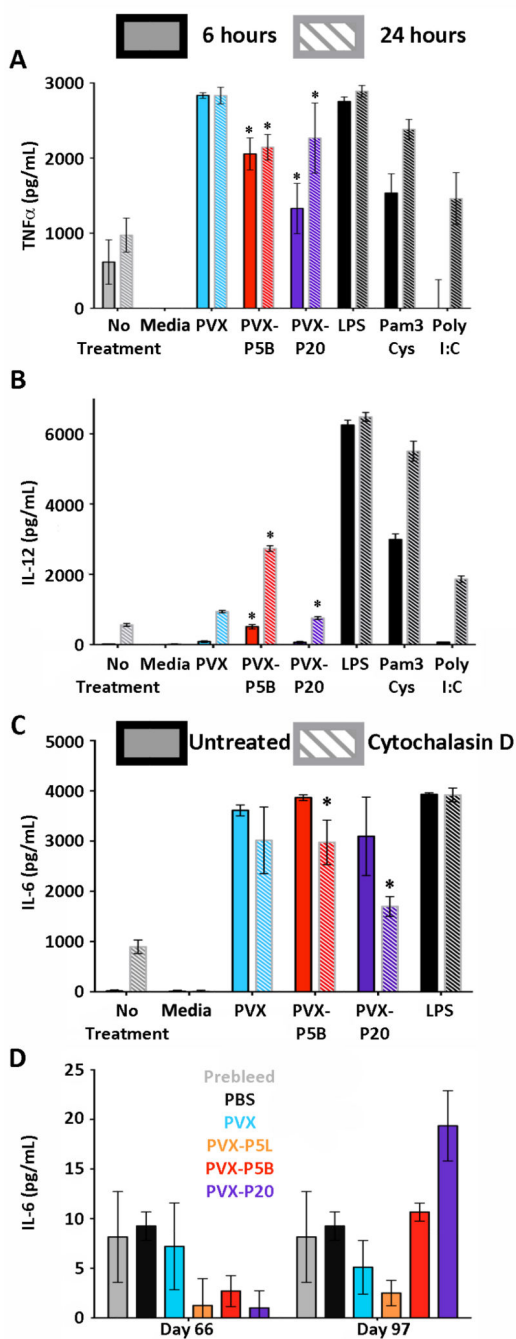 6 hours 24 hours
A
TNFα (pg/mL)
3000
2000
1000
0
No Media PVX PVX- PVX- LPS Pam3 Poly
Treatment P5B P20 Cys I:C
* * * *
B
IL-12 (pg/mL)
6000
4000
2000
0
* * *
No Media PVX PVX- PVX- LPS Pam3 Poly
Treatment P5B P20 Cys I:C
C
Untreated Cytochalasin D
IL-6 (pg/mL)
5000
4000
3000
2000
1000
0
* *
No Media PVX PVX- PVX- LPS
Treatment P5B P20
D
IL-6 (pg/mL)
25
20
15
10
5
0
Prebleed
PBS
PVX
PVX-P5L
PVX-P5B
PVX-P20
Day 66 Day 97